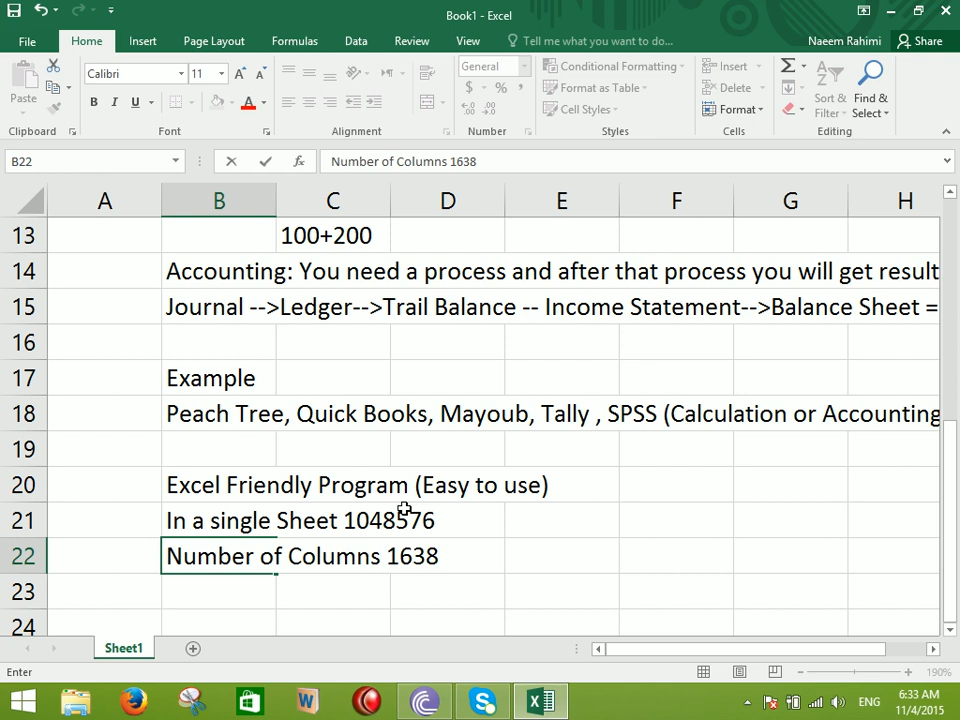 Book1 - Excel
File Home Insert Page Layout Formulas Data Review View Tell me what you want to do... Naeem Rahimi Share
Paste
Calibri 11
B I U A
General
$ % ,
Conditional Formatting
Format as Table
Cell Styles
Insert
Delete
Format
Sort & Filter
Find & Select
Clipboard Font Alignment Number Styles Cells Editing
B22 fx Number of Columns 1638
A B C D E F G H
13 100+200
14 Accounting: You need a process and after that process you will get result
15 Journal -->Ledger-->Trail Balance -- Income Statement-->Balance Sheet =
16
17 Example
18 Peach Tree, Quick Books, Mayoub, Tally , SPSS (Calculation or Accounting
19
20 Excel Friendly Program (Easy to use)
21 In a single Sheet 1048576
22 Number of Columns 1638
23
24
Sheet1
Enter 190%
ENG 6:33 AM
11/4/2015